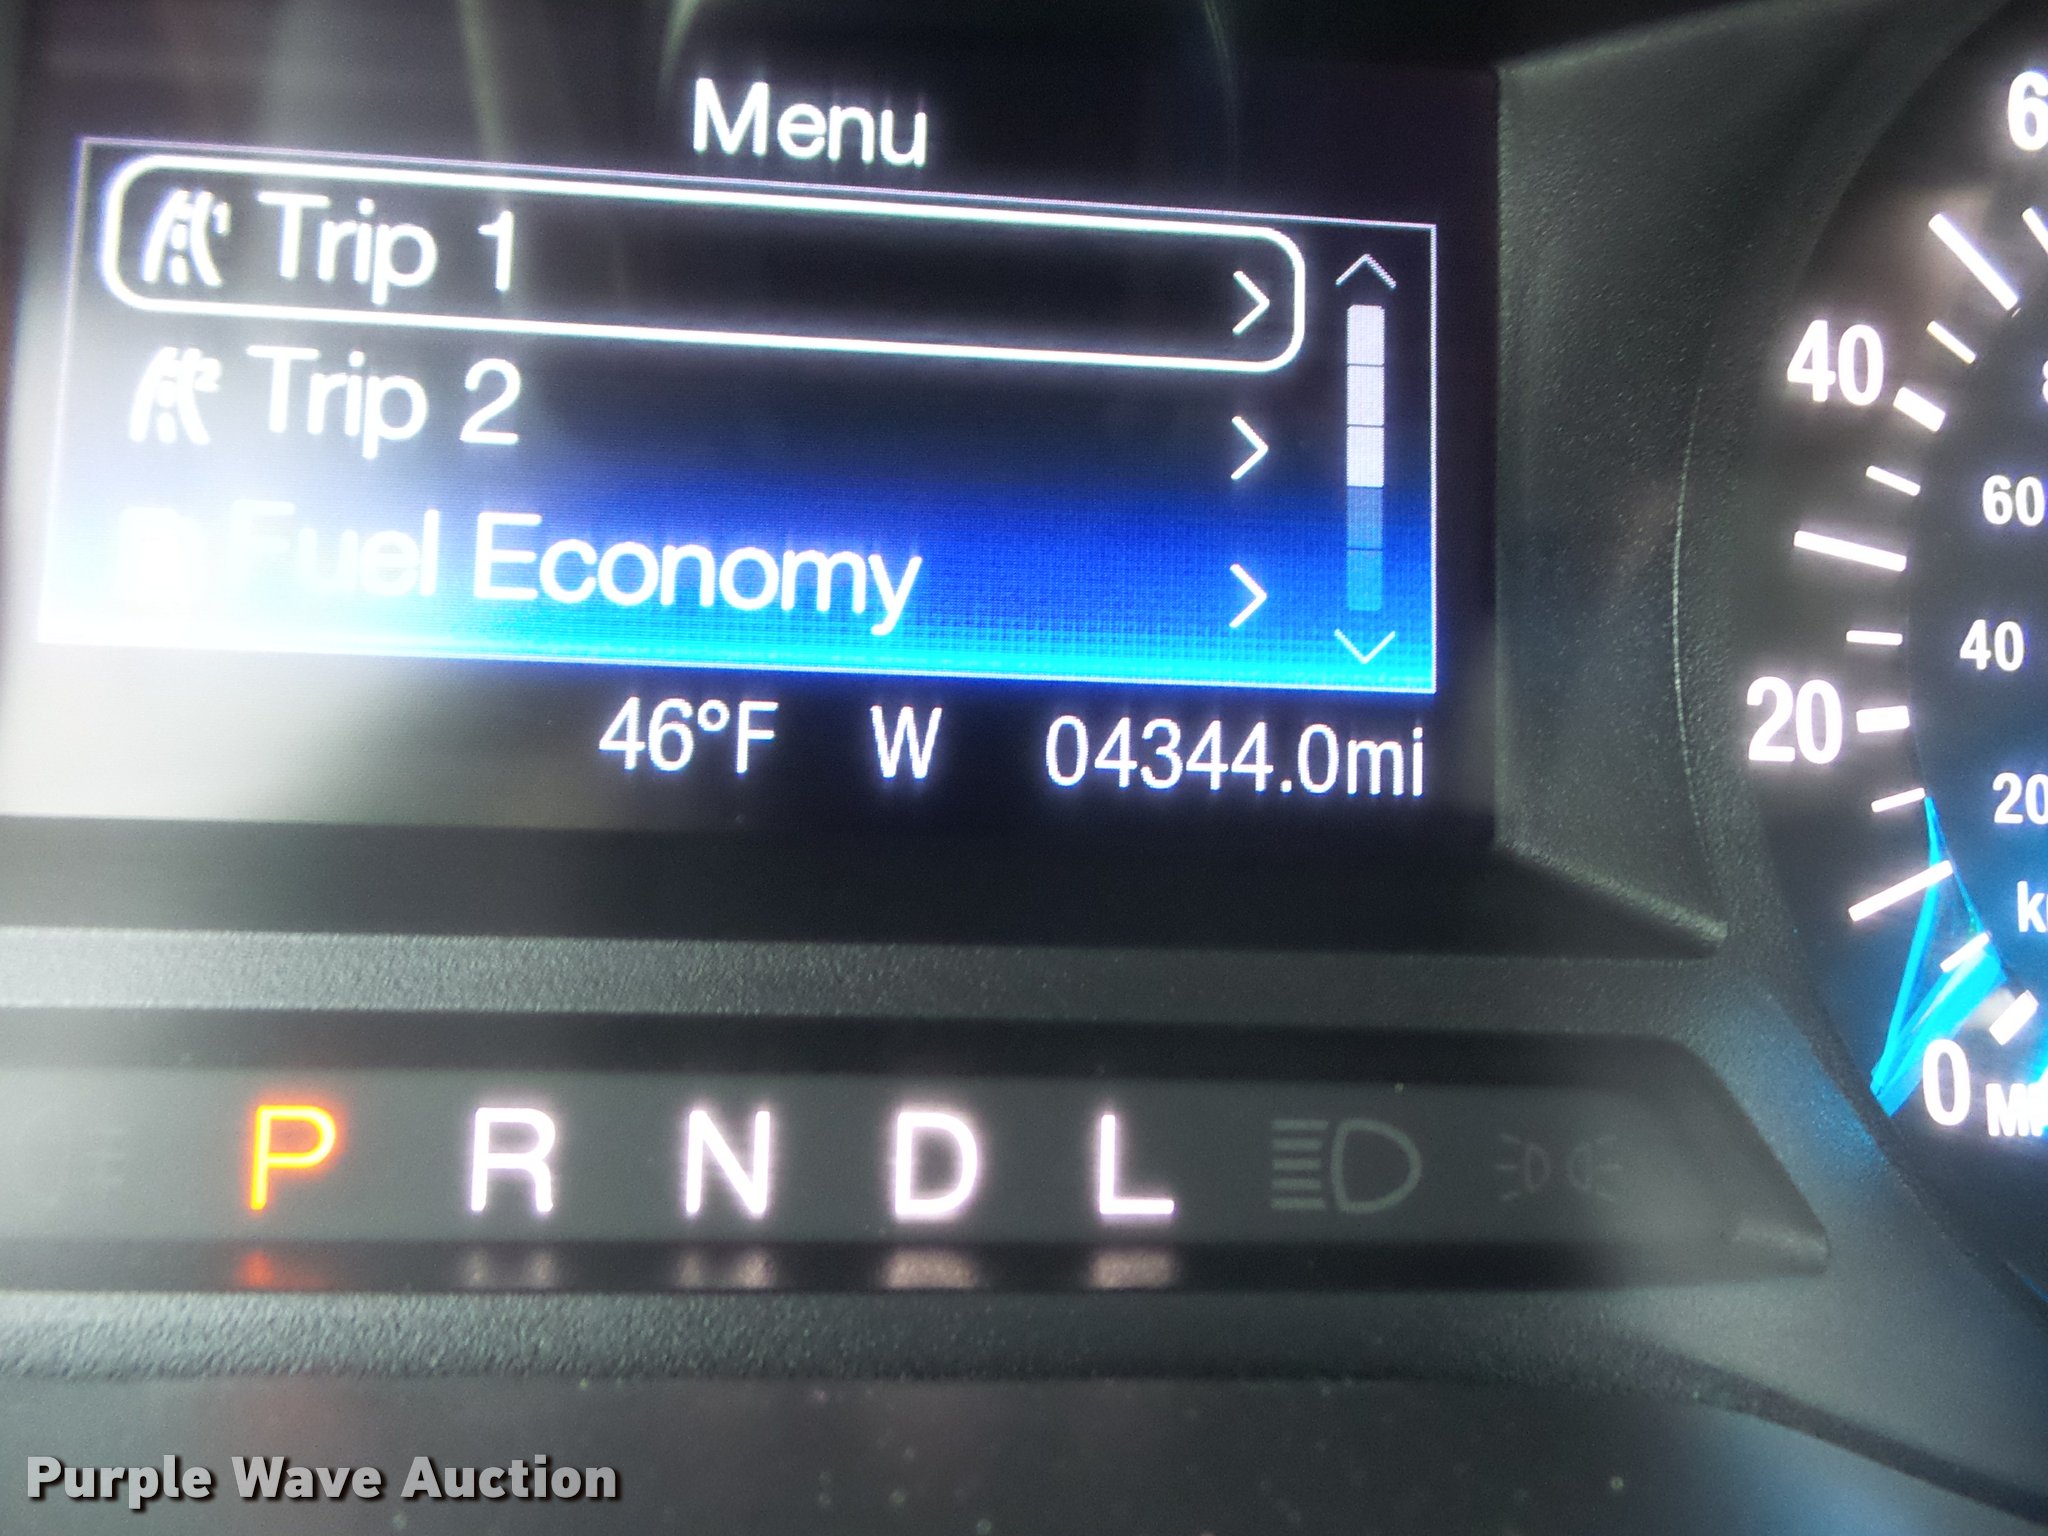 Menu
Trip 1
Trip 2
Fuel Economy
46°F W 04344.0mi
P R N D L
40
20
0
60
40
20
Purple Wave Auction